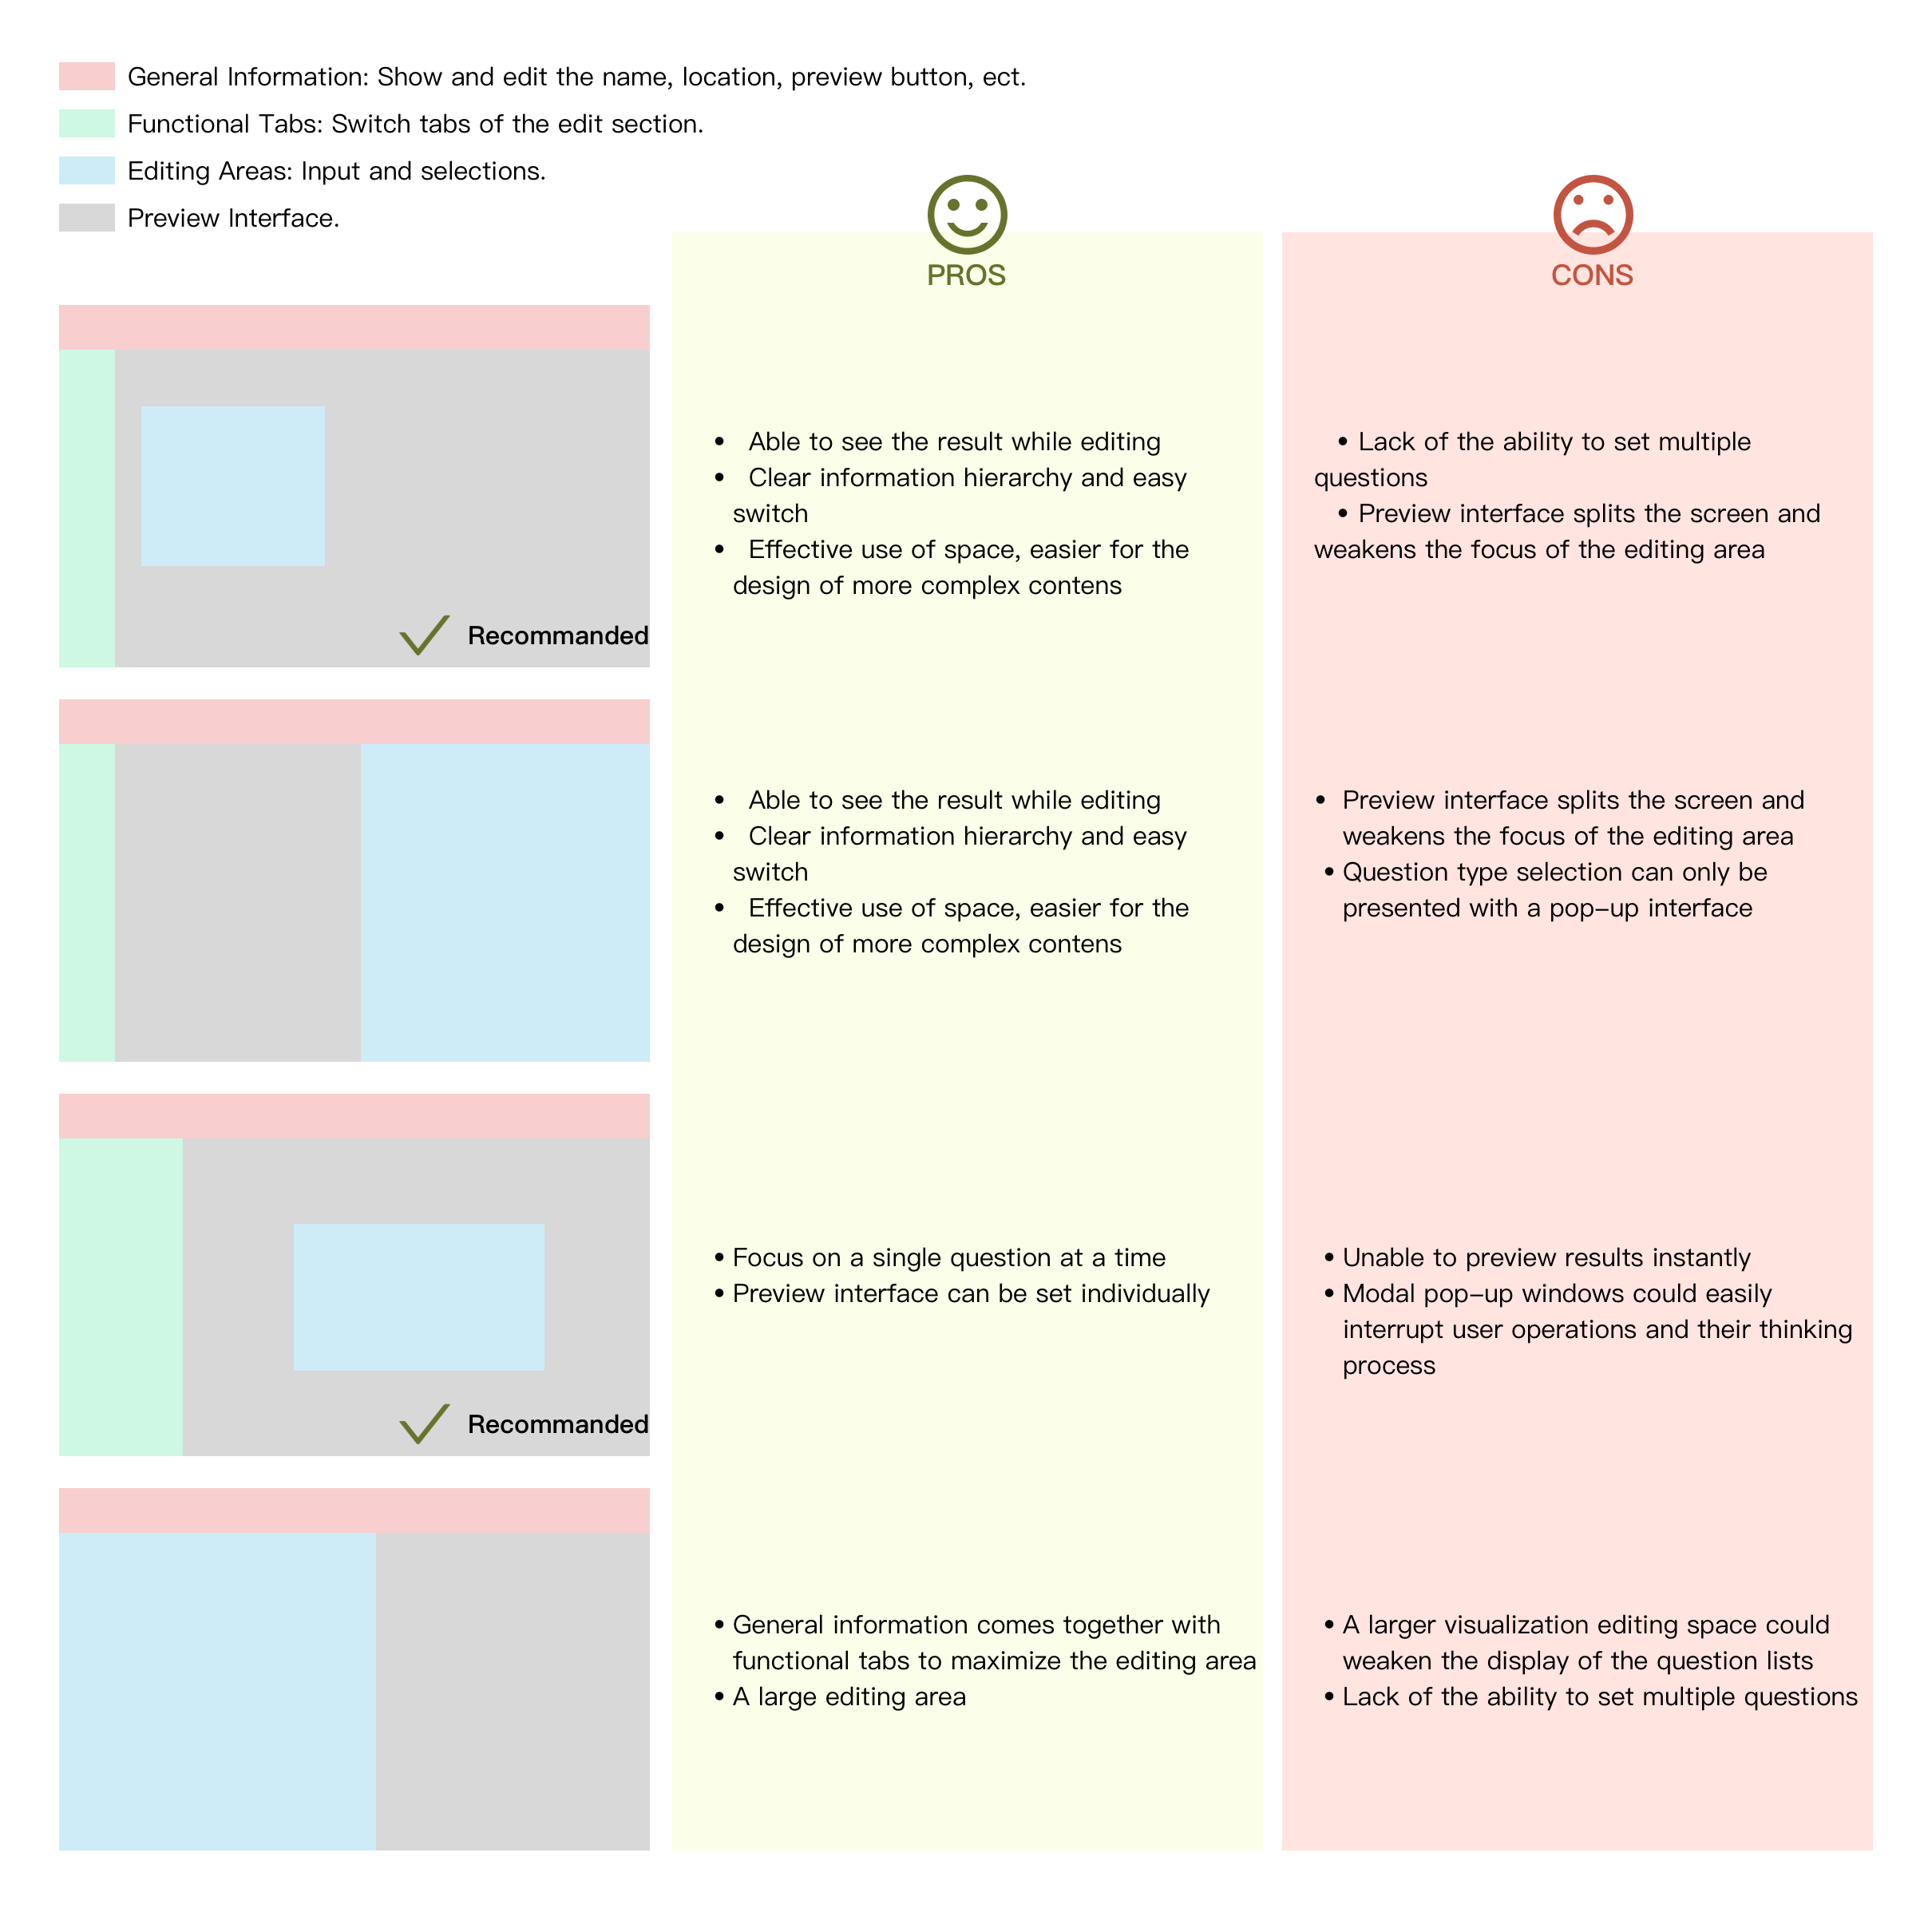 General Information: Show and edit the name, location, preview button, ect.
Functional Tabs: Switch tabs of the edit section.
Editing Areas: Input and selections.
Preview Interface.
PROS
CONS
• Able to see the result while editing
• Clear information hierarchy and easy
switch
• Effective use of space, easier for the
design of more complex contens
• Lack of the ability to set multiple
questions
• Preview interface splits the screen and
weakens the focus of the editing area
Recommanded
• Able to see the result while editing
• Clear information hierarchy and easy
switch
• Effective use of space, easier for the
design of more complex contens
• Preview interface splits the screen and
weakens the focus of the editing area
• Question type selection can only be
presented with a pop-up interface
• Focus on a single question at a time
• Preview interface can be set individually
• Unable to preview results instantly
• Modal pop-up windows could easily
interrupt user operations and their thinking
process
Recommanded
• General information comes together with
functional tabs to maximize the editing area
• A large editing area
• A larger visualization editing space could
weaken the display of the question lists
• Lack of the ability to set multiple questions